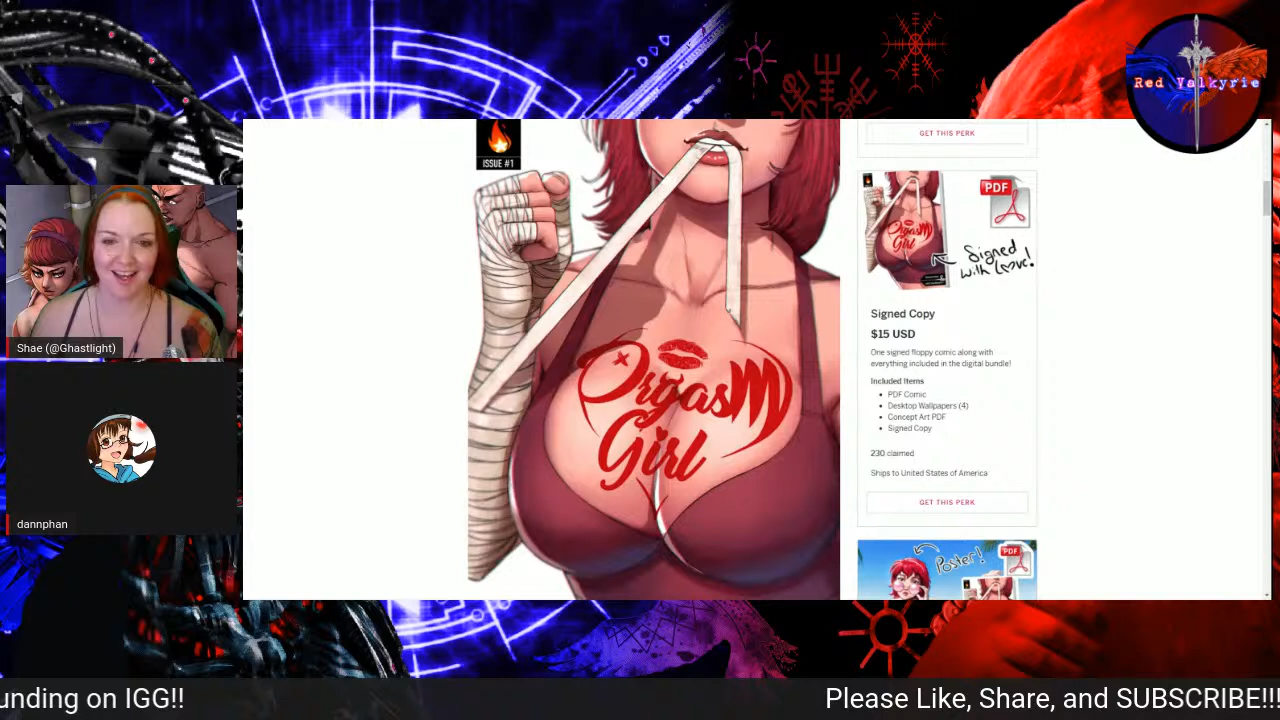 Red Valkyrie
GET THIS PERK
ISSUE #1
PDF
Orgasm
Girl
Signed
with Love!
Orgasm
Girl
Signed Copy
$15 USD
One signed floppy comic along with
everything included in the digital bundle!
Included Items
PDF Comic
Desktop Wallpapers (4)
Concept Art PDF
Signed Copy
230 claimed
Ships to United States of America
GET THIS PERK
Poster!
PDF
Shae (@Ghastlight)
dannphan
unding on IGG!!
Please Like, Share, and SUBSCRIBE!!!